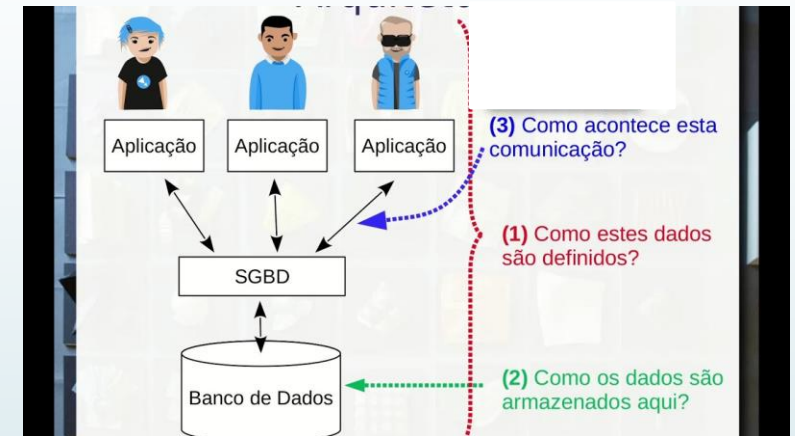 Aplicação
Aplicação
Aplicação
(3) Como acontece esta
comunicação?
(1) Como estes dados
são definidos?
SGBD
Banco de Dados
(2) Como os dados são
armazenados aqui?